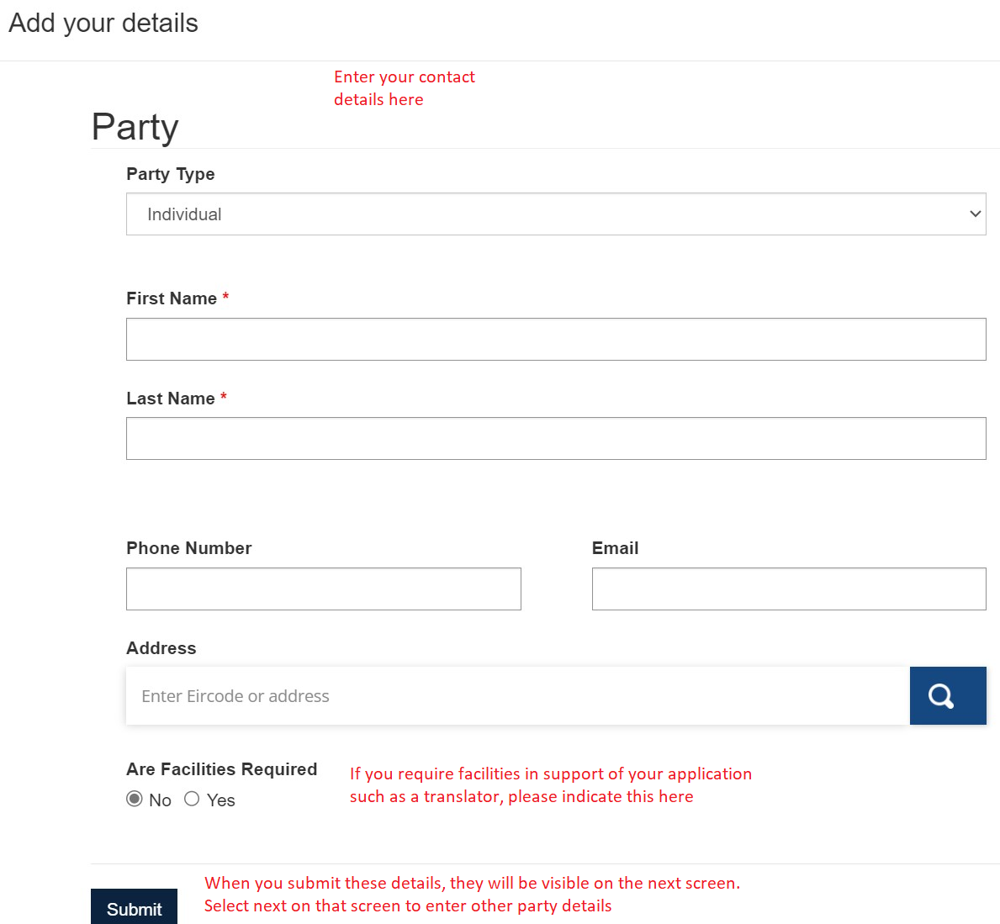 Add your details
Enter your contact
details here
Party
Party Type
Individual
First Name *
Last Name *
Phone Number
Email
Address
Enter Eircode or address
Are Facilities Required
No
Yes
If you require facilities in support of your application
such as a translator, please indicate this here
When you submit these details, they will be visible on the next screen.
Select next on that screen to enter other party details
Submit